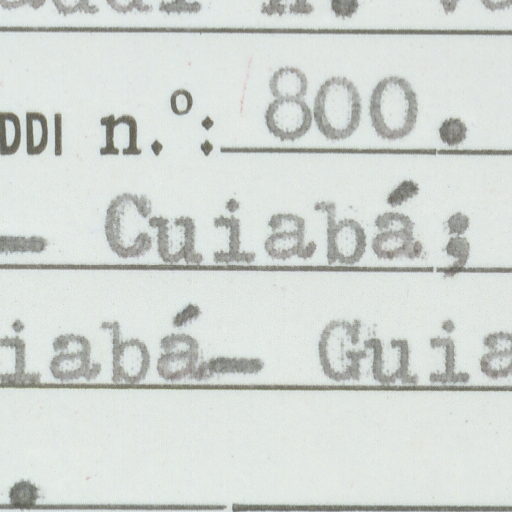 DDI n.º: 800.
- Cuiabá;
iabá- Guia
.